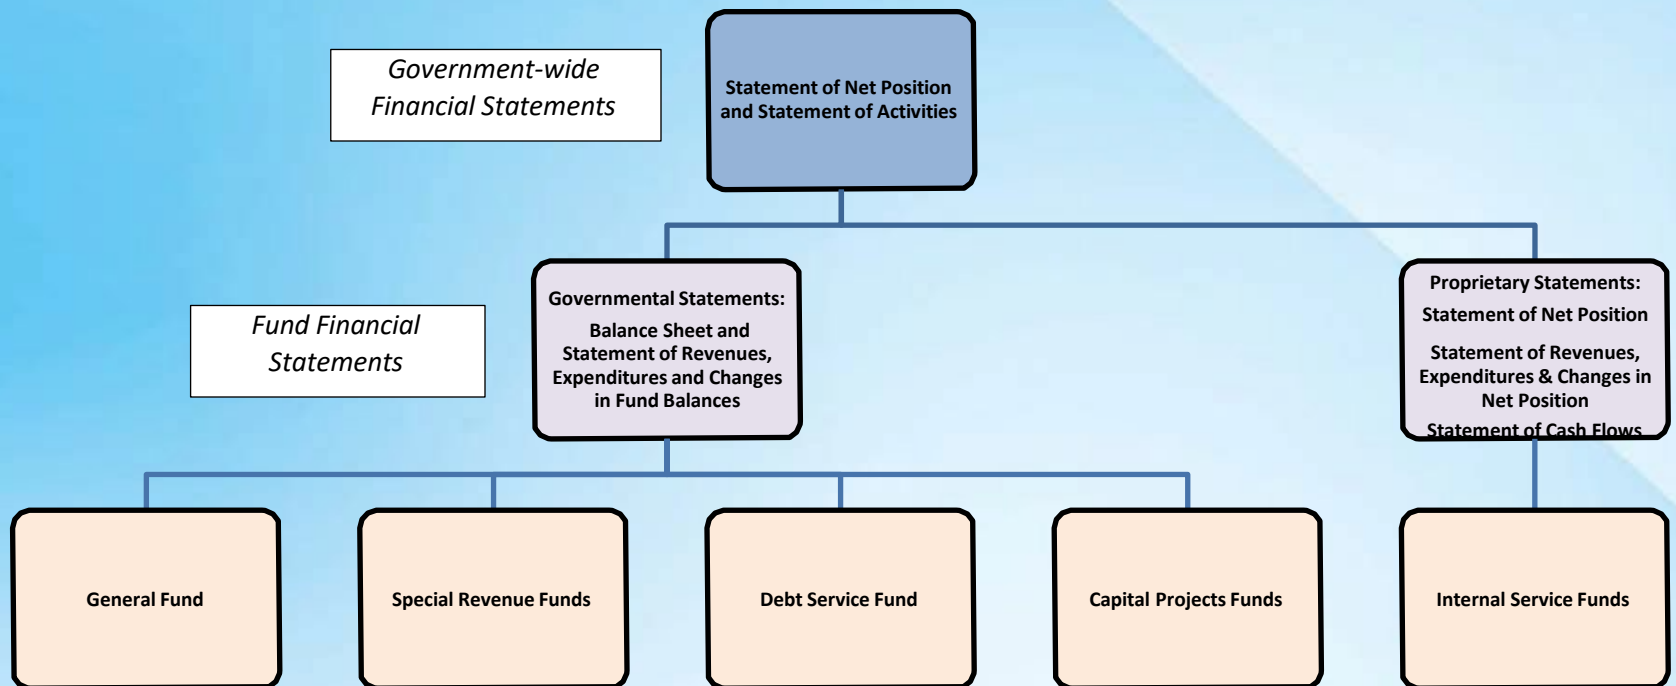 Government-wide
Financial Statements
Statement of Net Position
and Statement of Activities
Fund Financial
Statements
Governmental Statements:
Balance Sheet and
Statement of Revenues,
Expenditures and Changes
in Fund Balances
Proprietary Statements:
Statement of Net Position
Statement of Revenues,
Expenditures & Changes in
Net Position
Statement of Cash Flows
General Fund
Special Revenue Funds
Debt Service Fund
Capital Projects Funds
Internal Service Funds